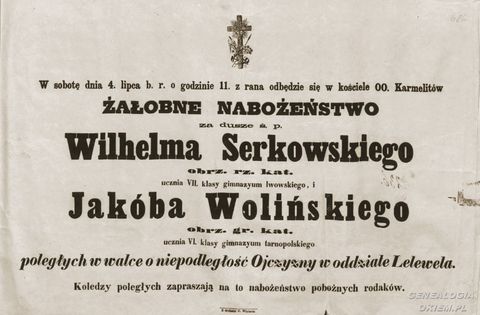 W sobotę dnia 4. lipca b. r. o godzinie 11. z rana odbędzie się w kościele OO. Karmelitów
ŻAŁOBNE NABOŻEŃSTWO
za dusze ś. p.
Wilhelma Serkowskiego
obrz. rz. kat.
ucznia VII. klasy gimnazyum lwowskiego, i
Jakóba Wolińskiego
obrz. gr. kat.
ucznia VI. klasy gimnazyum tarnopolskiego
poległych w walce o niepodległość Ojczyzny w oddziale Lelewela.
Koledzy poległych zapraszają na to nabożeństwo pobożnych rodaków.
GENEALOGIA
OKIEM.PL